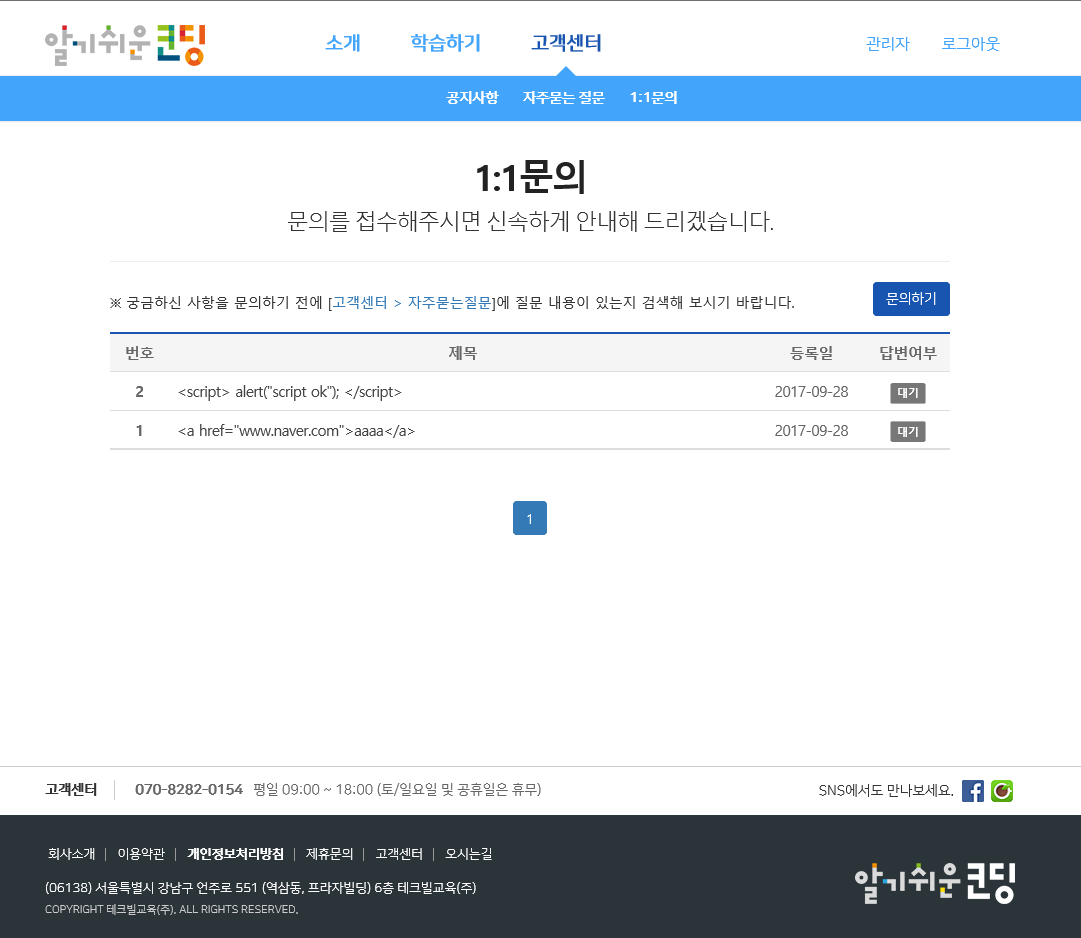 알기쉬운코딩 소개 학습하기 고객센터 관리자 로그아웃
공지사항 자주묻는 질문 1:1문의
1:1문의
문의를 접수해주시면 신속하게 안내해 드리겠습니다.
※ 궁금하신 사항을 문의하기 전에 [고객센터 > 자주묻는질문]에 질문 내용이 있는지 검색해 보시기 바랍니다. 문의하기
번호 제목 등록일 답변여부
2 <script> alert("script ok"); </script> 2017-09-28 대기
1 <a href="www.naver.com">aaaa</a> 2017-09-28 대기
1
고객센터 070-8282-0154 평일 09:00 ~ 18:00 (토/일요일 및 공휴일은 휴무) SNS에서도 만나보세요.
회사소개 | 이용약관 | 개인정보처리방침 | 제휴문의 | 고객센터 | 오시는길
(06138) 서울특별시 강남구 언주로 551 (역삼동, 프라자빌딩) 6층 테크빌교육(주)
COPYRIGHT 테크빌교육(주). ALL RIGHTS RESERVED.
알기쉬운코딩